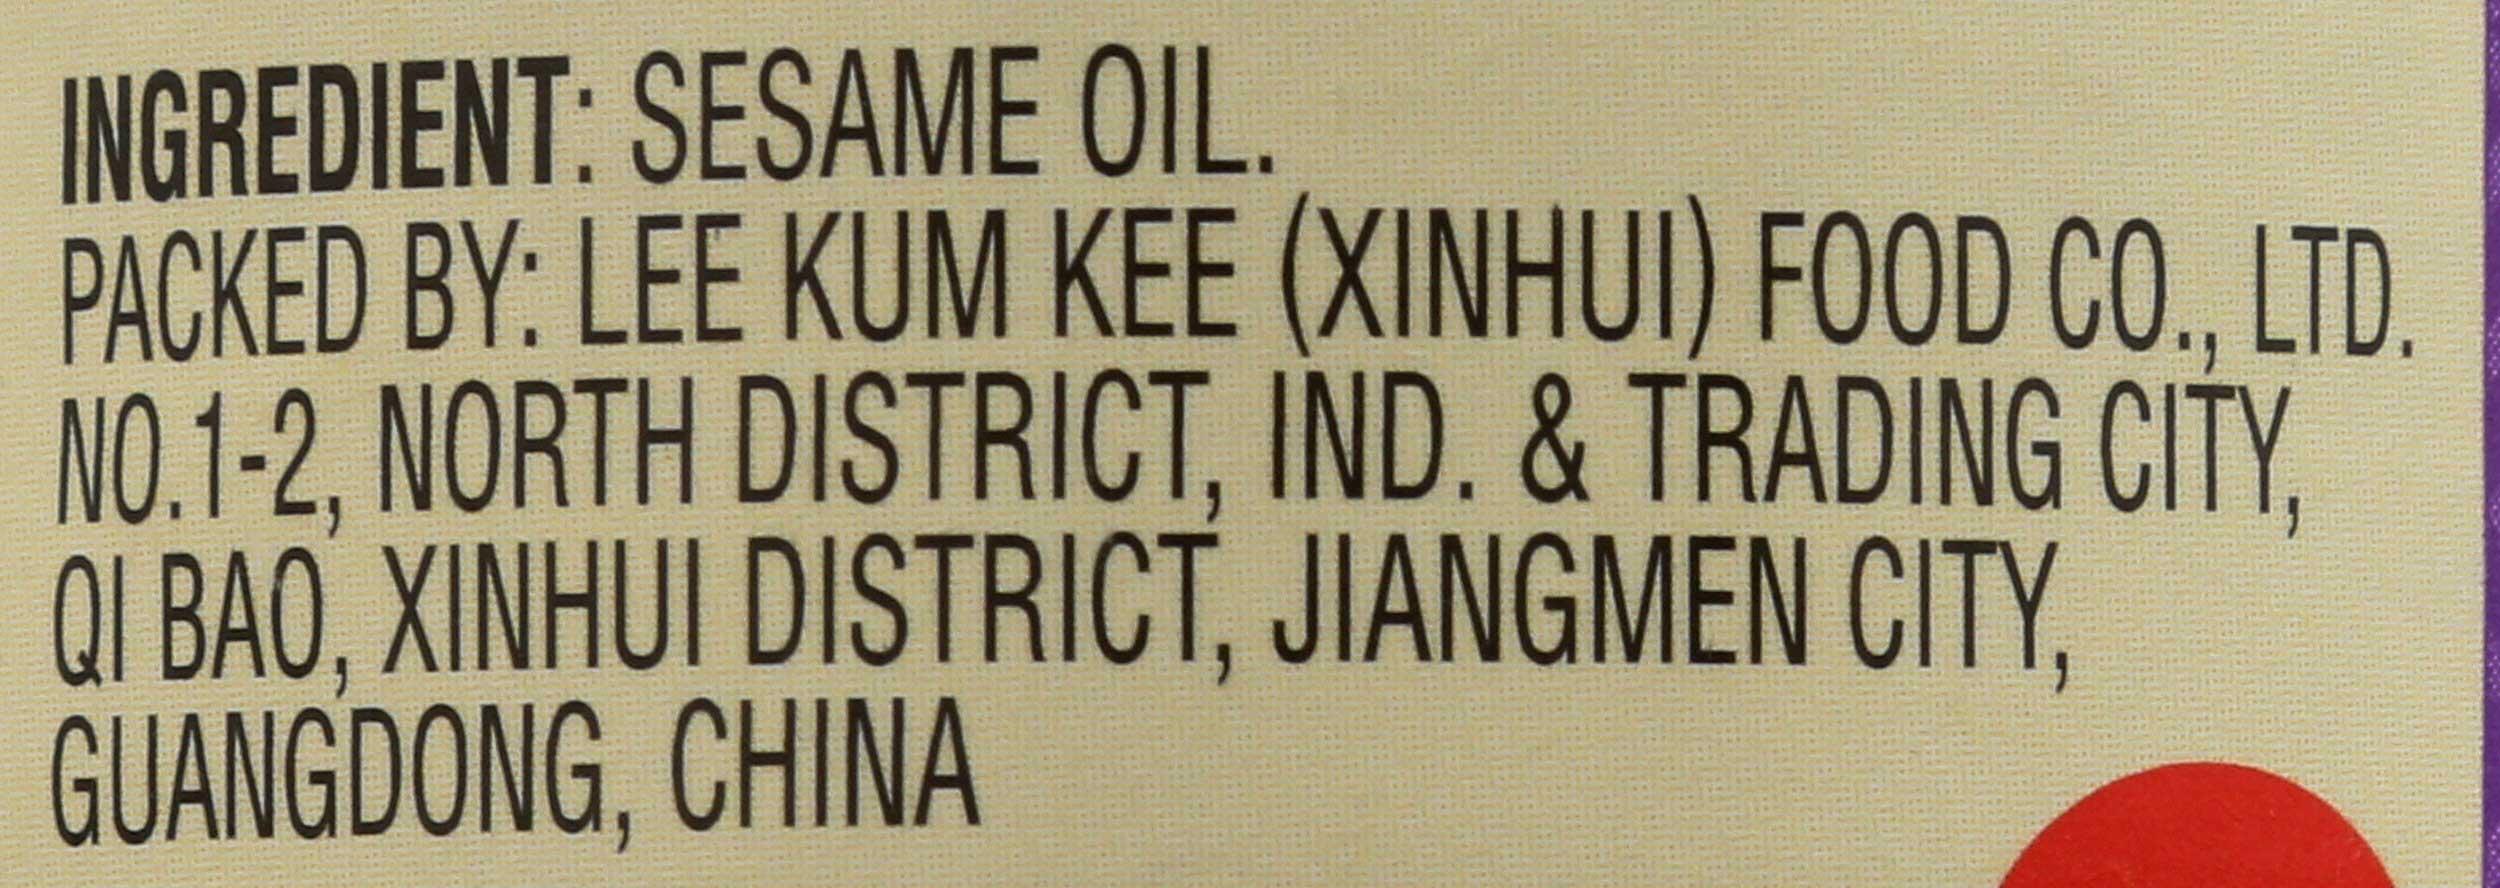 INGREDIENT: SESAME OIL.
PACKED BY: LEE KUM KEE (XINHUI) FOOD CO., LTD.
NO.1-2, NORTH DISTRICT, IND. & TRADING CITY,
QI BAO, XINHUI DISTRICT, JIANGMEN CITY,
GUANGDONG, CHINA